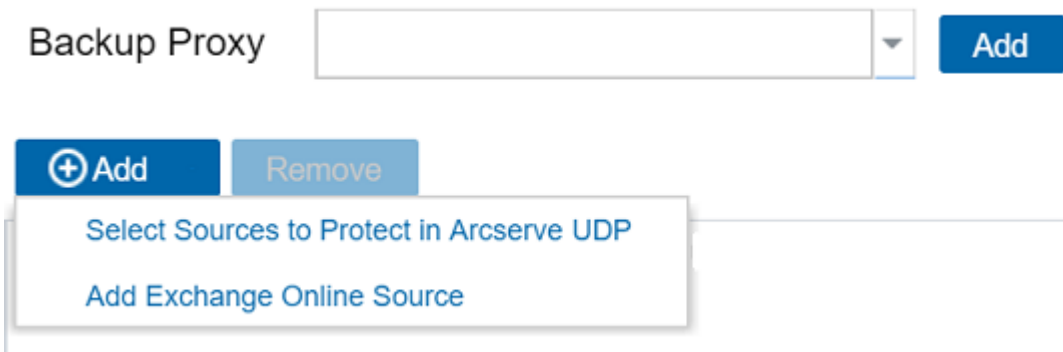 Backup Proxy Add
Add Remove
Select Sources to Protect in Arcserve UDP
Add Exchange Online Source